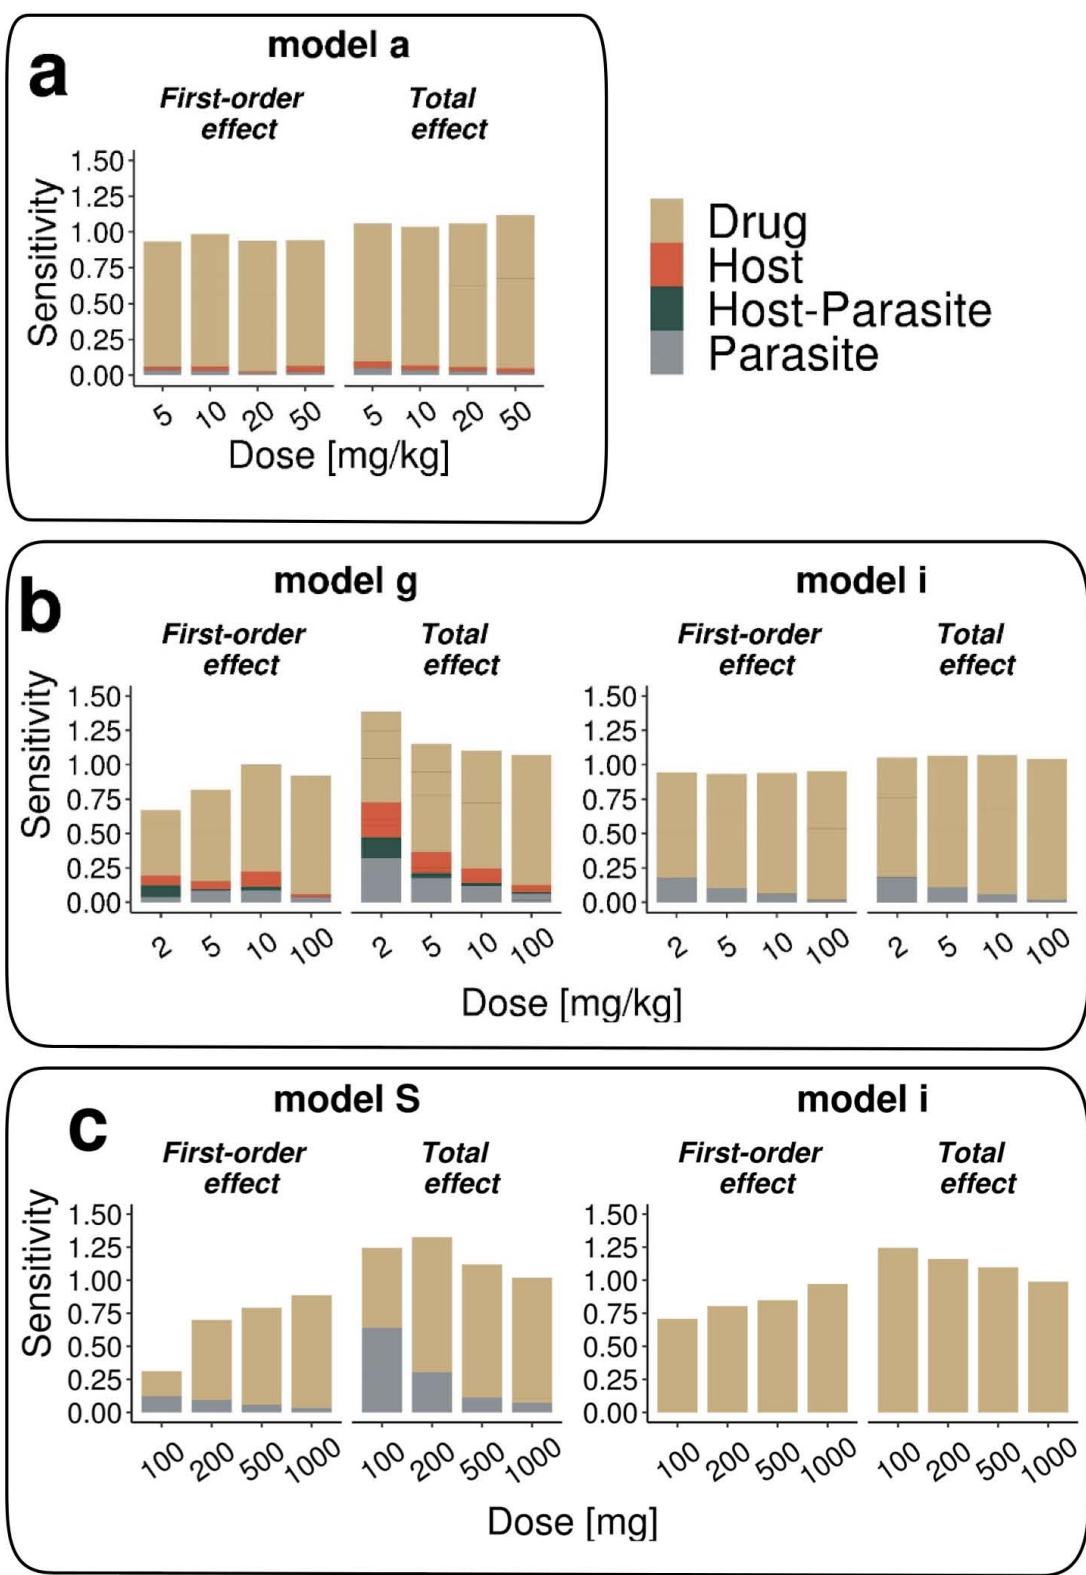 a
model a
First-order effect
Total effect
Sensitivity
1.50
1.25
1.00
0.75
0.50
0.25
0.00
5 10 20 50
5 10 20 50
Dose [mg/kg]
Drug
Host
Host-Parasite
Parasite
b
model g
model i
First-order effect
Total effect
First-order effect
Total effect
Sensitivity
1.50
1.25
1.00
0.75
0.50
0.25
0.00
1.50
1.25
1.00
0.75
0.50
0.25
0.00
2 5 10 100
2 5 10 100
2 5 10 100
2 5 10 100
Dose [mg/kg]
c
model S
model i
First-order effect
Total effect
First-order effect
Total effect
Sensitivity
1.50
1.25
1.00
0.75
0.50
0.25
0.00
1.50
1.25
1.00
0.75
0.50
0.25
0.00
100 200 500 1000
100 200 500 1000
100 200 500 1000
100 200 500 1000
Dose [mg]